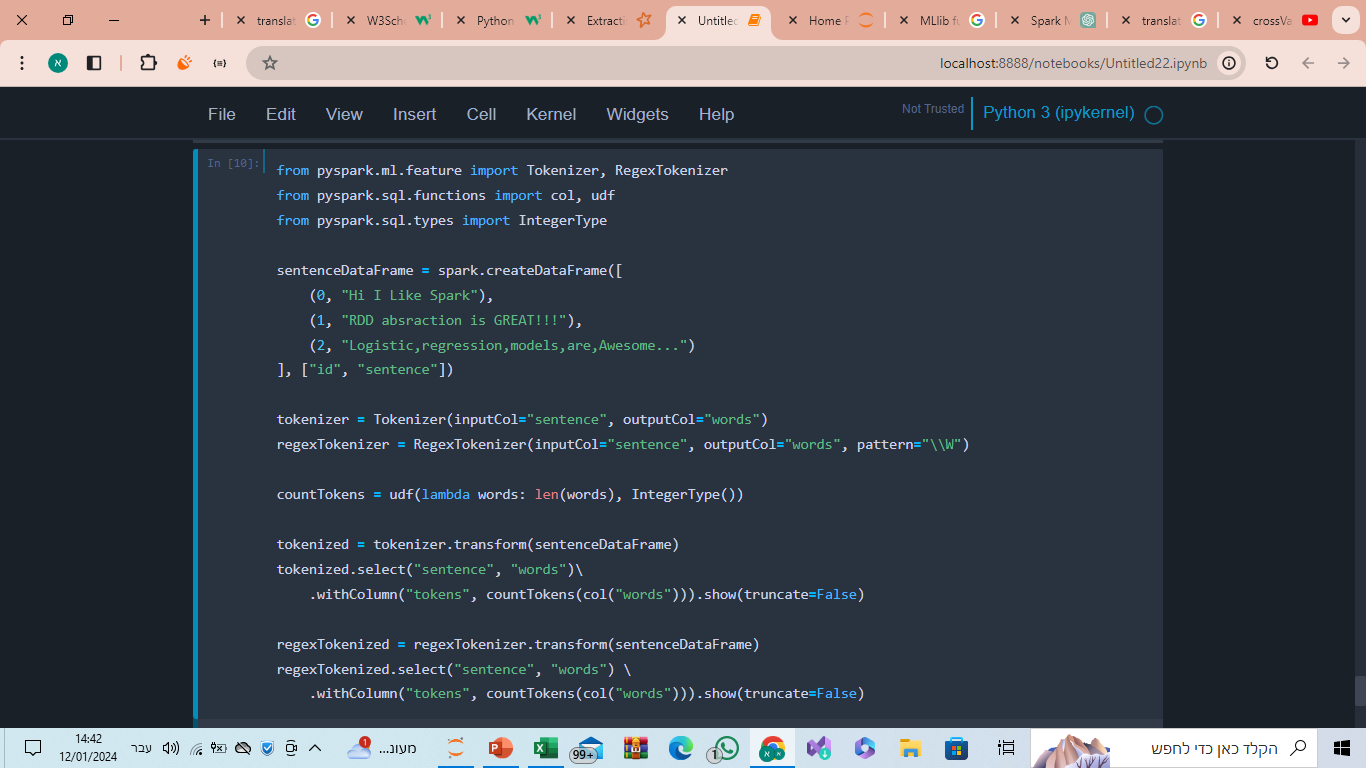 translat
W3Sch
Python
Extracti
Untitled
Home
MLlib f
Spark M
translat
crossVa
localhost:8888/notebooks/Untitled22.ipynb
File Edit View Insert Cell Kernel Widgets Help
Not Trusted
Python 3 (ipykernel)
In [10]:
from pyspark.ml.feature import Tokenizer, RegexTokenizer
from pyspark.sql.functions import col, udf
from pyspark.sql.types import IntegerType
sentenceDataFrame = spark.createDataFrame([
    (0, "Hi I Like Spark"),
    (1, "RDD absraction is GREAT!!!"),
    (2, "Logistic,regression,models,are,Awesome...")
], ["id", "sentence"])
tokenizer = Tokenizer(inputCol="sentence", outputCol="words")
regexTokenizer = RegexTokenizer(inputCol="sentence", outputCol="words", pattern="\\W")
countTokens = udf(lambda words: len(words), IntegerType())
tokenized = tokenizer.transform(sentenceDataFrame)
tokenized.select("sentence", "words")\
    .withColumn("tokens", countTokens(col("words"))).show(truncate=False)
regexTokenized = regexTokenizer.transform(sentenceDataFrame)
regexTokenized.select("sentence", "words") \
    .withColumn("tokens", countTokens(col("words"))).show(truncate=False)
14:42
12/01/2024
עבר
1
מעונ...
99+
1
הקלד כאן כדי לחפש